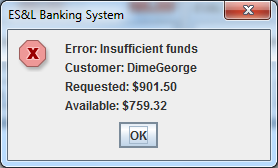 ES&L Banking System
Error: Insufficient funds
Customer: DimeGeorge
Requested: $901.50
Available: $759.32
OK